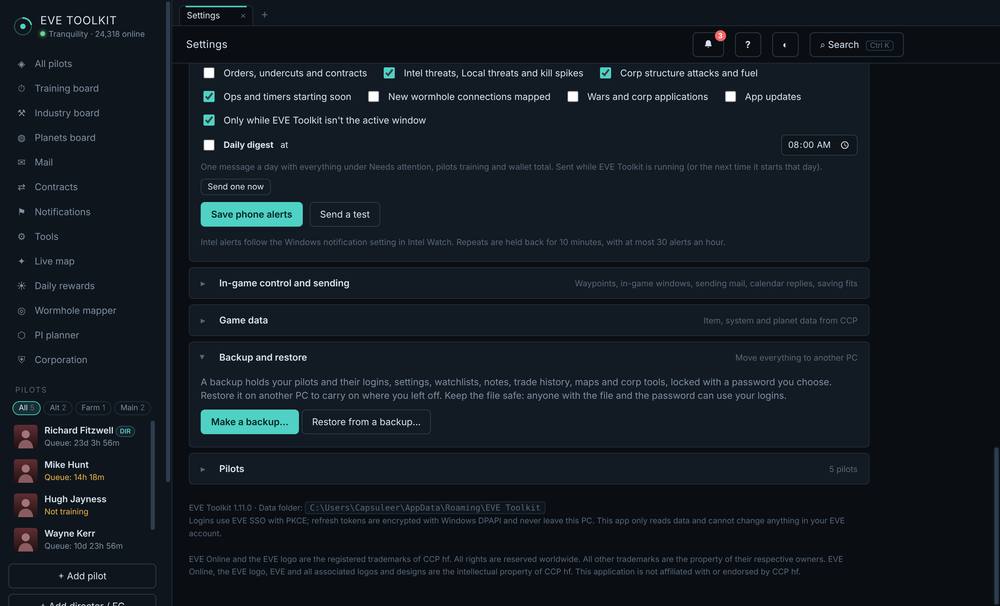 EVE TOOLKIT
Tranquility · 24,318 online
All pilots
Training board
Industry board
Planets board
Mail
Contracts
Notifications
Tools
Live map
Daily rewards
Wormhole mapper
PI planner
Corporation
PILOTS
All 5 Alt 2 Farm 1 Main 2
Richard Fitzwell DIR
Queue: 23d 3h 56m
Mike Hunt
Queue: 14h 18m
Hugh Jayness
Not training
Wayne Kerr
Queue: 10d 23h 56m
+ Add pilot
+ Add director / FC
Settings × +
Settings
3
? Search Ctrl K
Orders, undercuts and contracts Intel threats, Local threats and kill spikes Corp structure attacks and fuel
Ops and timers starting soon New wormhole connections mapped Wars and corp applications App updates
Only while EVE Toolkit isn't the active window
Daily digest at 08:00 AM
One message a day with everything under Needs attention, pilots training and wallet total. Sent while EVE Toolkit is running (or the next time it starts that day).
Send one now
Save phone alerts Send a test
Intel alerts follow the Windows notification setting in Intel Watch. Repeats are held back for 10 minutes, with at most 30 alerts an hour.
In-game control and sending Waypoints, in-game windows, sending mail, calendar replies, saving fits
Game data Item, system and planet data from CCP
Backup and restore Move everything to another PC
A backup holds your pilots and their logins, settings, watchlists, notes, trade history, maps and corp tools, locked with a password you choose.
Restore it on another PC to carry on where you left off. Keep the file safe: anyone with the file and the password can use your logins.
Make a backup... Restore from a backup...
Pilots 5 pilots
EVE Toolkit 1.11.0 · Data folder: C:\Users\Capsuleer\AppData\Roaming\EVE Toolkit
Logins use EVE SSO with PKCE; refresh tokens are encrypted with Windows DPAPI and never leave this PC. This app only reads data and cannot change anything in your EVE
account.
EVE Online and the EVE logo are the registered trademarks of CCP hf. All rights are reserved worldwide. All other trademarks are the property of their respective owners. EVE
Online, the EVE logo, EVE and all associated logos and designs are the intellectual property of CCP hf. This application is not affiliated with or endorsed by CCP hf.